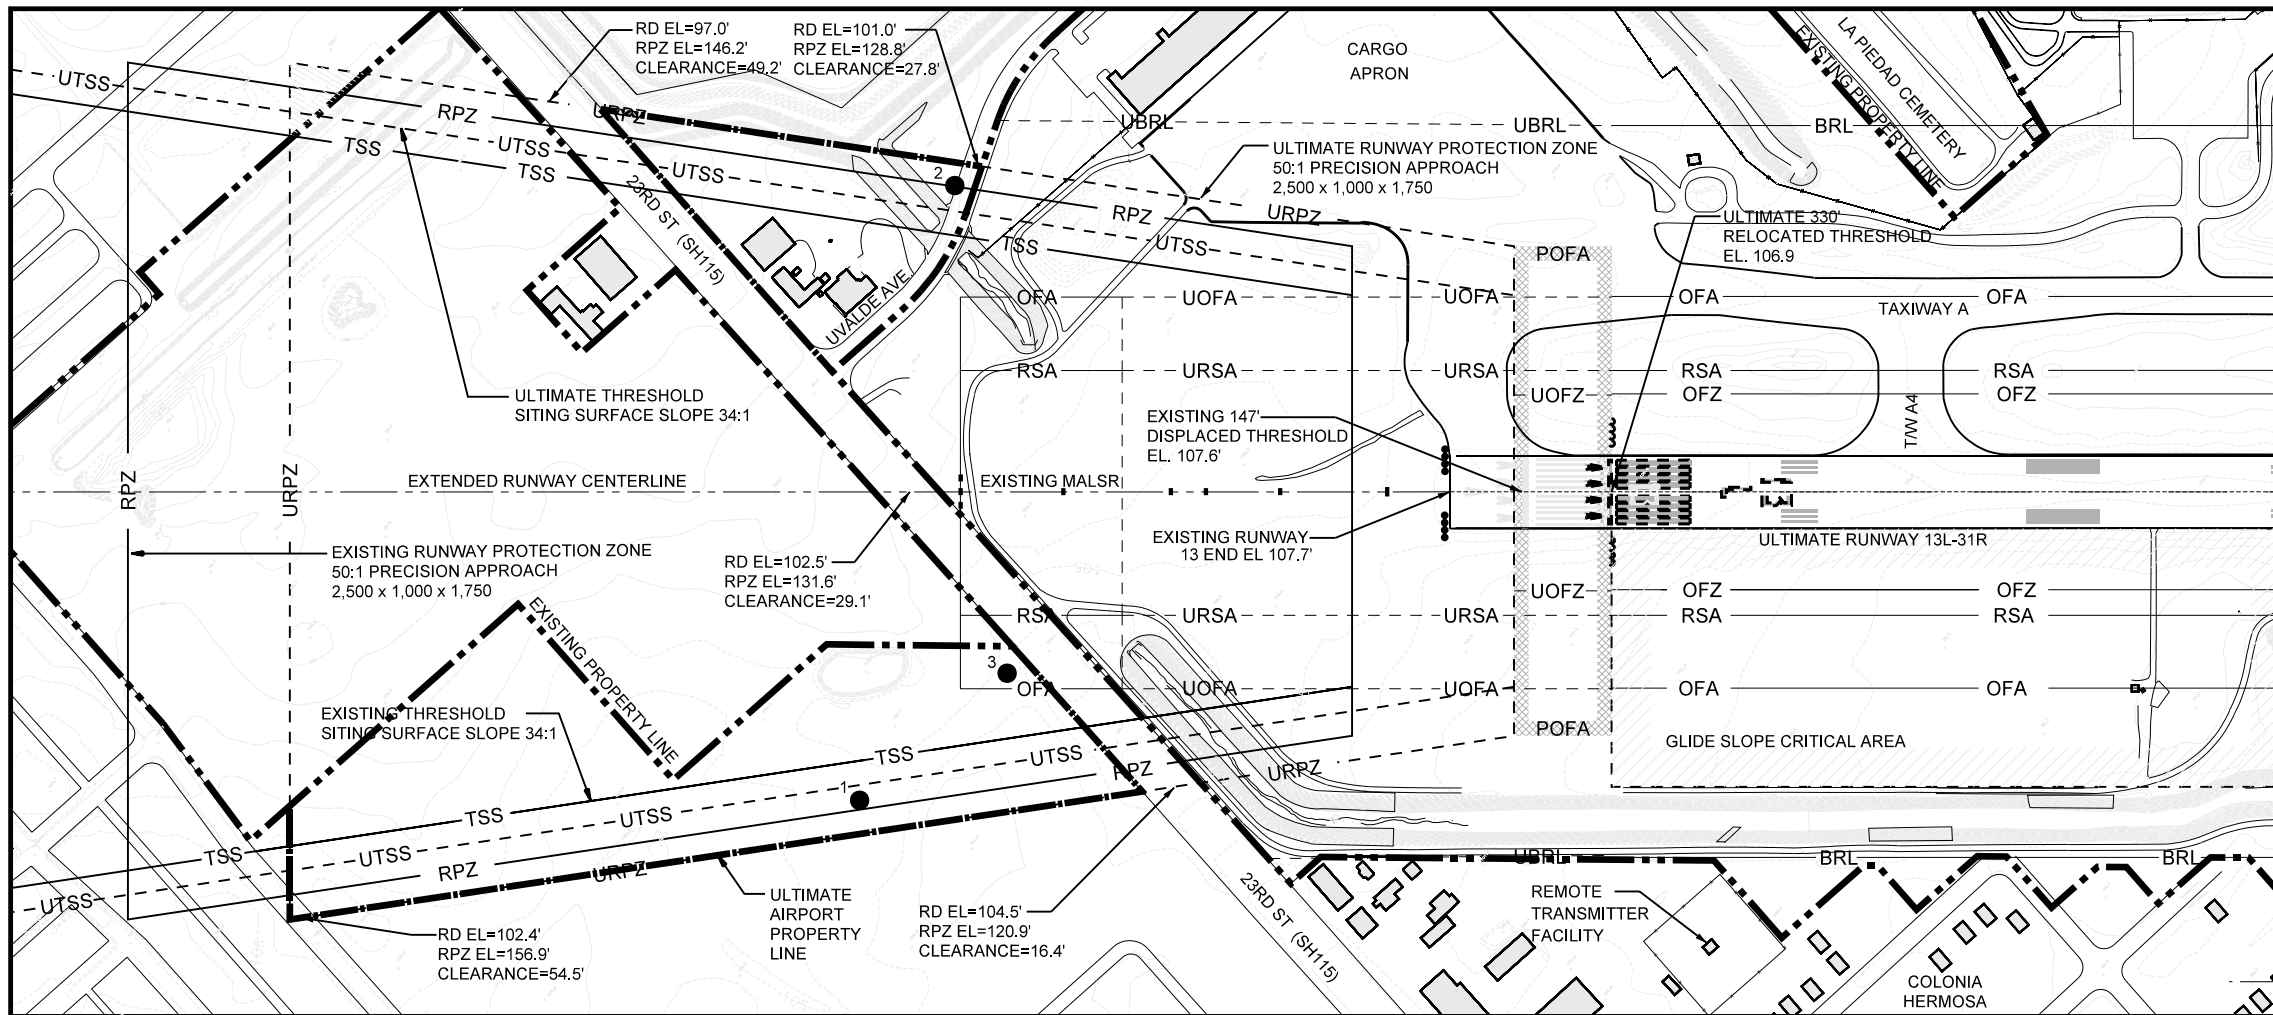 RD EL=97.0'
RPZ EL=146.2'
CLEARANCE=49.2'
RD EL=101.0'
RPZ EL=128.8'
CLEARANCE=27.8'
CARGO
APRON
LA PIEDAD CEMETERY
EXISTING PROPERTY LINE
UTSS
RPZ
URPZ
UBRL
UBRL
BRL
TSS
UTSS
TSS
UTSS
2
ULTIMATE RUNWAY PROTECTION ZONE
50:1 PRECISION APPROACH
2,500 x 1,000 x 1,750
23RD ST (SH115)
RPZ
URPZ
TSS
UTSS
ULTIMATE 330'
RELOCATED THRESHOLD
EL. 106.9
POFA
UVALDE AVE
OFA
UOFA
UOFA
OFA
OFA
TAXIWAY A
RSA
URSA
URSA
RSA
RSA
UOFZ
OFZ
OFZ
T/W A4
ULTIMATE THRESHOLD
SITING SURFACE SLOPE 34:1
EXISTING 147'
DISPLACED THRESHOLD
EL. 107.6'
RPZ
URPZ
EXTENDED RUNWAY CENTERLINE
EXISTING MALSR
EXISTING RUNWAY
13 END EL 107.7'
ULTIMATE RUNWAY 13L-31R
EXISTING RUNWAY PROTECTION ZONE
50:1 PRECISION APPROACH
2,500 x 1,000 x 1,750
RD EL=102.5'
RPZ EL=131.6'
CLEARANCE=29.1'
UOFZ
OFZ
OFZ
RSA
URSA
URSA
RSA
RSA
EXISTING PROPERTY LINE
3
OFA
UOFA
UOFA
OFA
OFA
EXISTING THRESHOLD
SITING SURFACE SLOPE 34:1
POFA
GLIDE SLOPE CRITICAL AREA
TSS
UTSS
RPZ
URPZ
1
TSS
UTSS
TSS
UTSS
RPZ
URPZ
UTSS
UBRL
BRL
BRL
ULTIMATE
AIRPORT
PROPERTY
LINE
RD EL=104.5'
RPZ EL=120.9'
CLEARANCE=16.4'
23RD ST (SH115)
REMOTE
TRANSMITTER
FACILITY
RD EL=102.4'
RPZ EL=156.9'
CLEARANCE=54.5'
COLONIA
HERMOSA